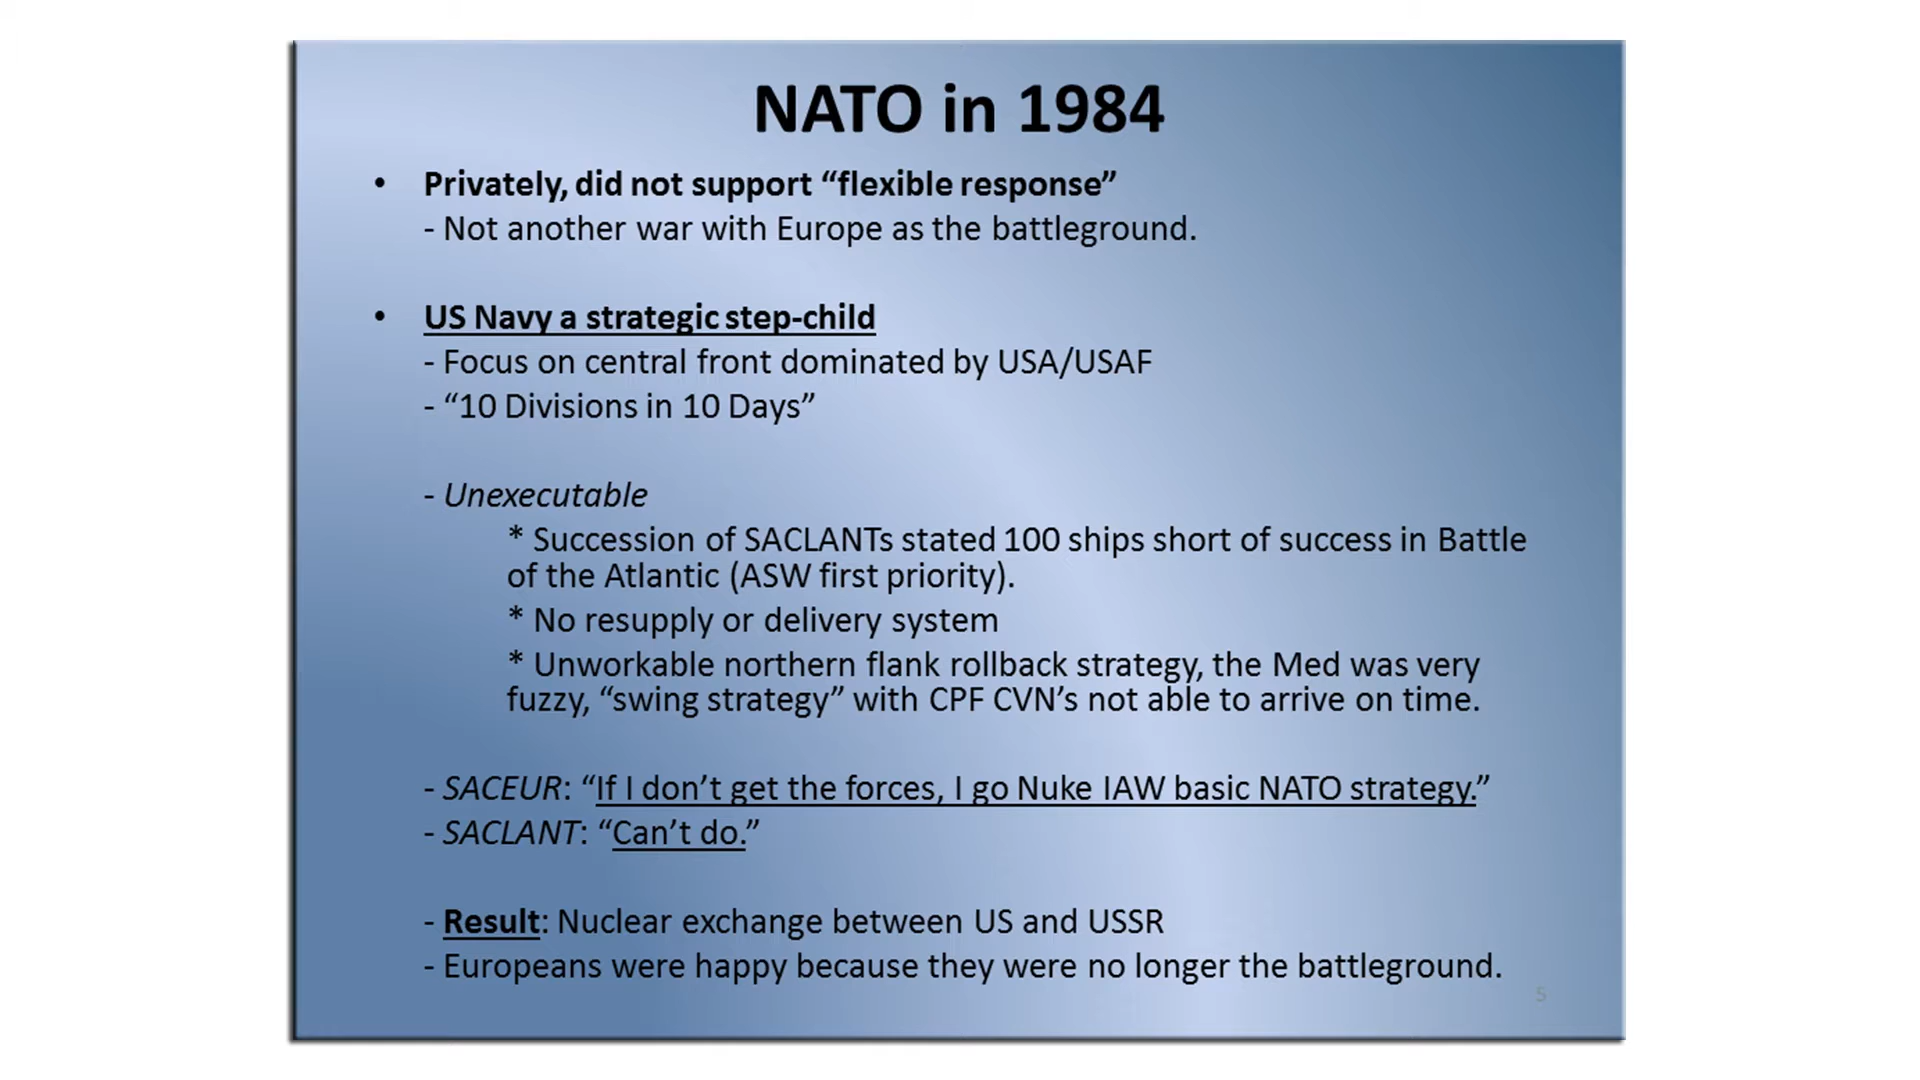 NATO in 1984
• Privately, did not support “flexible response”
- Not another war with Europe as the battleground.
• US Navy a strategic step-child
- Focus on central front dominated by USA/USAF
- “10 Divisions in 10 Days”
- Unexecutable
* Succession of SACLANTs stated 100 ships short of success in Battle
of the Atlantic (ASW first priority).
* No resupply or delivery system
* Unworkable northern flank rollback strategy, the Med was very
fuzzy, “swing strategy” with CPF CVN’s not able to arrive on time.
- SACEUR: “If I don’t get the forces, I go Nuke IAW basic NATO strategy.”
- SACLANT: “Can’t do.”
- Result: Nuclear exchange between US and USSR
- Europeans were happy because they were no longer the battleground.
5